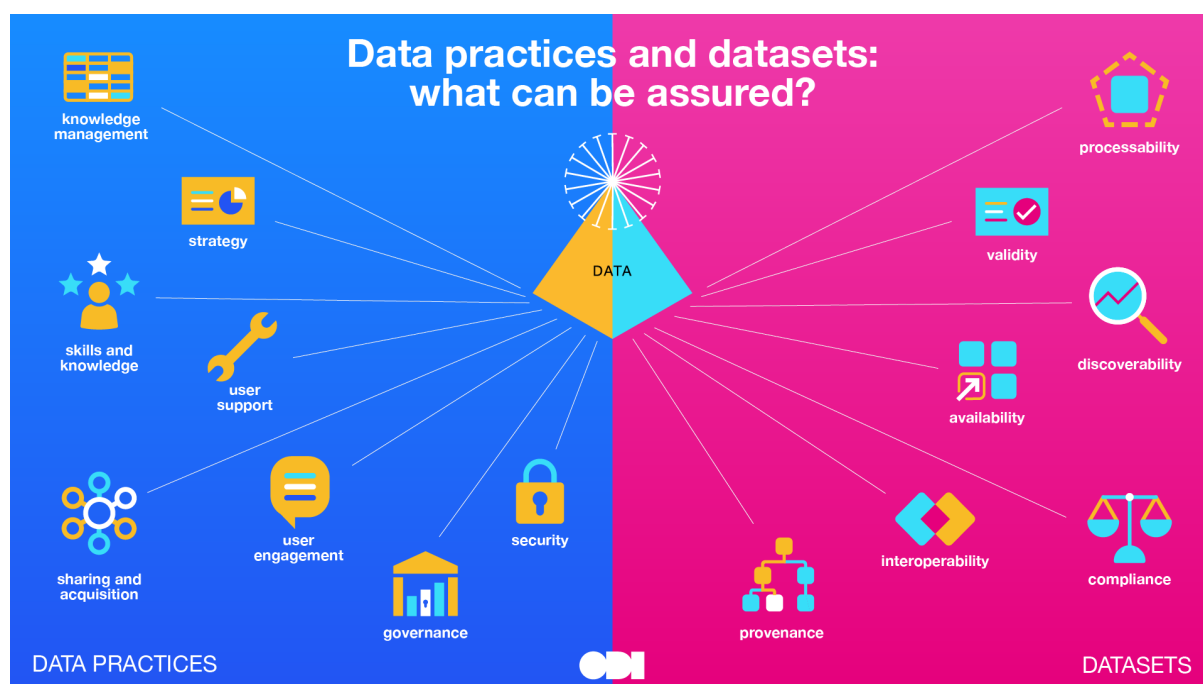 Data practices and datasets:
what can be assured?
knowledge
management
strategy
skills and
knowledge
user
support
sharing and
acquisition
user
engagement
governance
security
DATA
processability
validity
discoverability
availability
interoperability
compliance
provenance
DATA PRACTICES
ODI
DATASETS